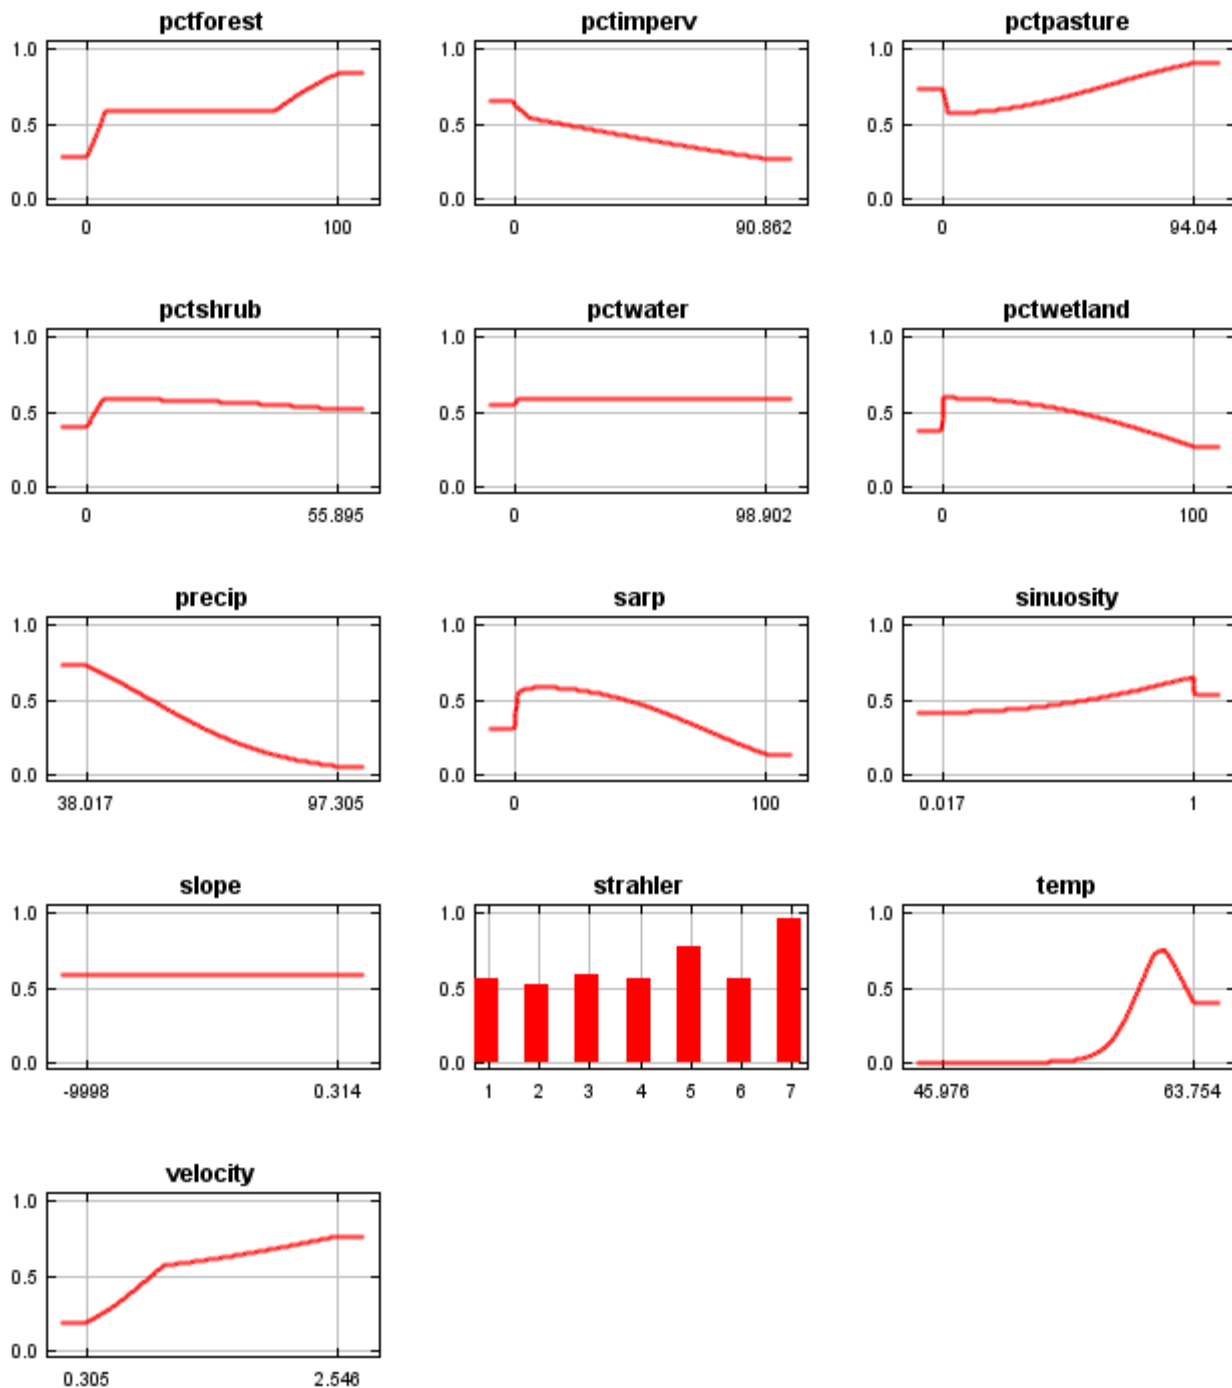 pctforest pctimperv pctpasture
1.0 1.0 1.0
0.5 0.5 0.5
0.0 0.0 0.0
0 100 0 90.862 0 94.04
pctshrub pctwater pctwetland
1.0 1.0 1.0
0.5 0.5 0.5
0.0 0.0 0.0
0 55.895 0 98.902 0 100
precip sarp sinuosity
1.0 1.0 1.0
0.5 0.5 0.5
0.0 0.0 0.0
38.017 97.305 0 100 0.017 1
slope strahler temp
1.0 1.0 1.0
0.5 0.5 0.5
0.0 0.0 0.0
-9998 0.314 1 2 3 4 5 6 7 45.976 63.754
velocity
1.0
0.5
0.0
0.305 2.546